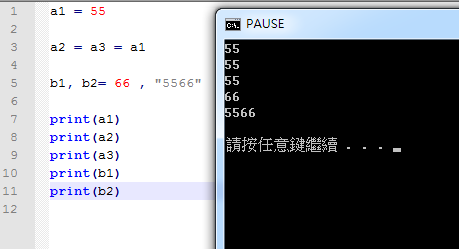 1 a1 = 55
2
3 a2 = a3 = a1
4
5 b1, b2= 66 , "5566"
6
7 print(a1)
8 print(a2)
9 print(a3)
10 print(b1)
11 print(b2)
12
C:\. PAUSE
55
55
55
66
5566
請按任意鍵繼續 . . .